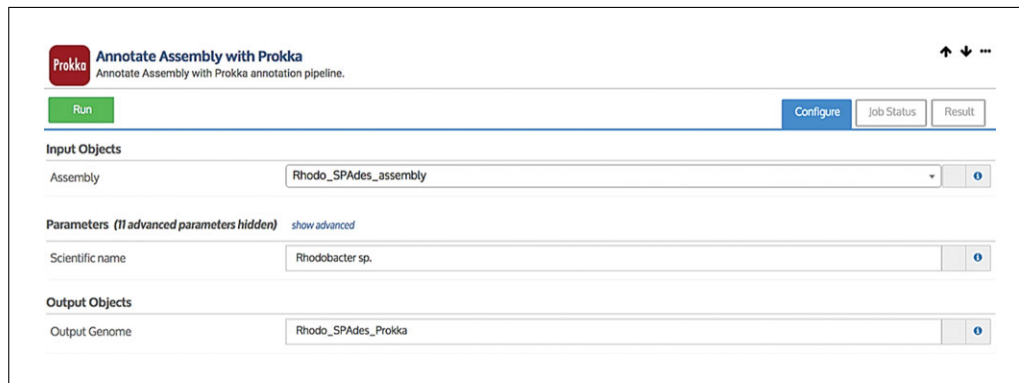 Prokka
Annotate Assembly with Prokka
Annotate Assembly with Prokka annotation pipeline.
Run
Configure
Job Status
Result
Input Objects
Assembly
Rhodo_SPAdes_assembly
Parameters (11 advanced parameters hidden) show advanced
Scientific name
Rhodobacter sp.
Output Objects
Output Genome
Rhodo_SPAdes_Prokka